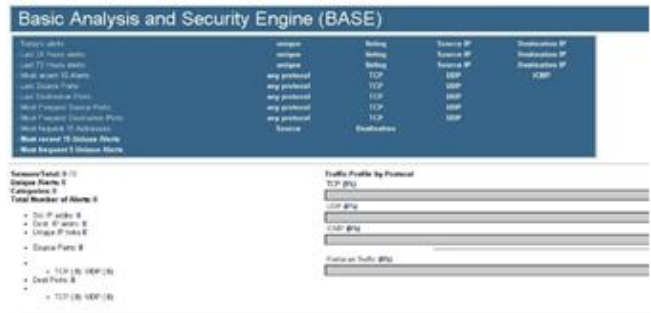 Basic Analysis and Security Engine (BASE)
- Today's alerts unique listing Source IP Destination IP
- Last 24 Hours alerts unique listing Source IP Destination IP
- Last 72 Hours alerts unique listing Source IP Destination IP
- Most recent 15 Alerts any protocol TCP UDP ICMP
- Last Source Ports any protocol TCP UDP
- Last Destination Ports any protocol TCP UDP
- Most Frequent Source Ports any protocol TCP UDP
- Most Frequent Destination Ports any protocol TCP UDP
- Most frequent 15 Addresses Source Destination
- Most recent 15 Unique Alerts
- Most frequent 5 Unique Alerts
Sensors/Total: 0 /
Unique Alerts: 0
Categories: 0
Total Number of Alerts: 0
• Src IP addrs: 0
• Dest. IP addrs: 0
• Unique IP links 0
• Source Ports: 0
• TCP ( 0) UDP ( 0)
• Dest Ports: 0
• TCP ( 0) UDP ( 0)
Traffic Profile by Protocol
TCP (0%)
UDP (0%)
ICMP (0%)
Portscan Traffic (0%)